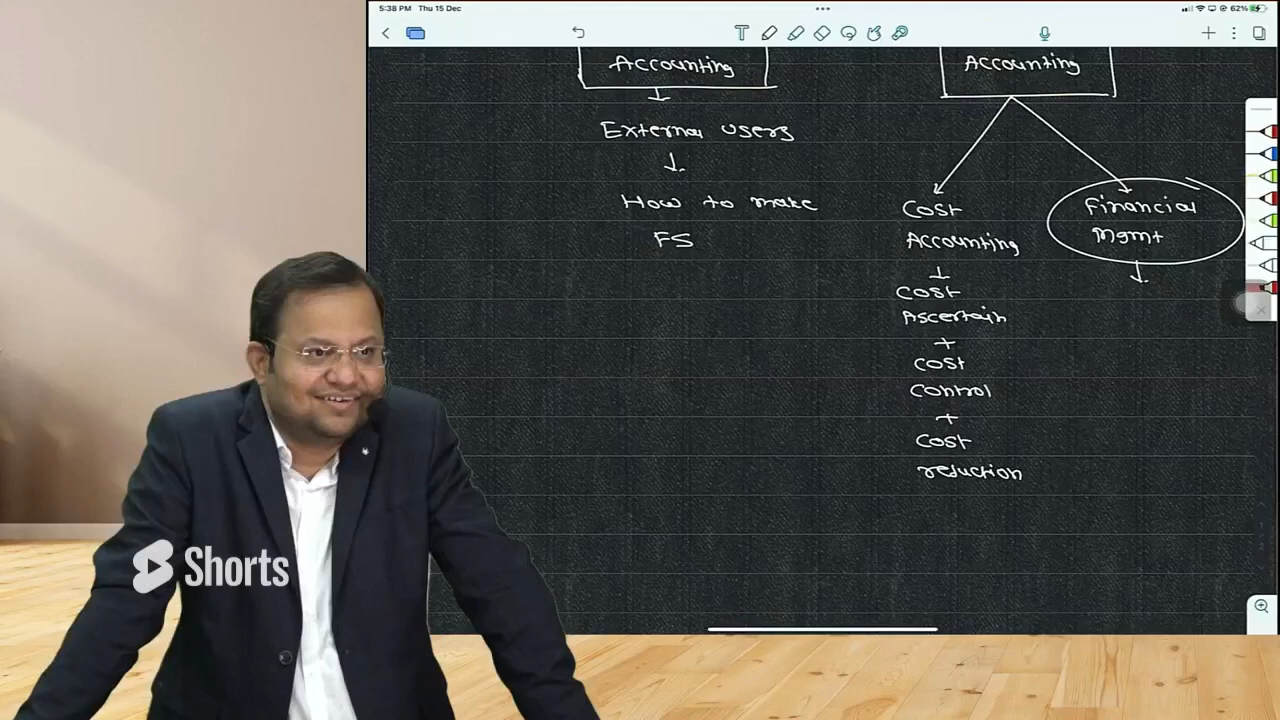 5:38 PM Thu 15 Dec
62%
Accounting
External users
How to make
FS
Accounting
Cost
Accounting
Cost
Ascertain
+
Cost
Control
+
Cost
reduction
Financial
Mgmt
Shorts